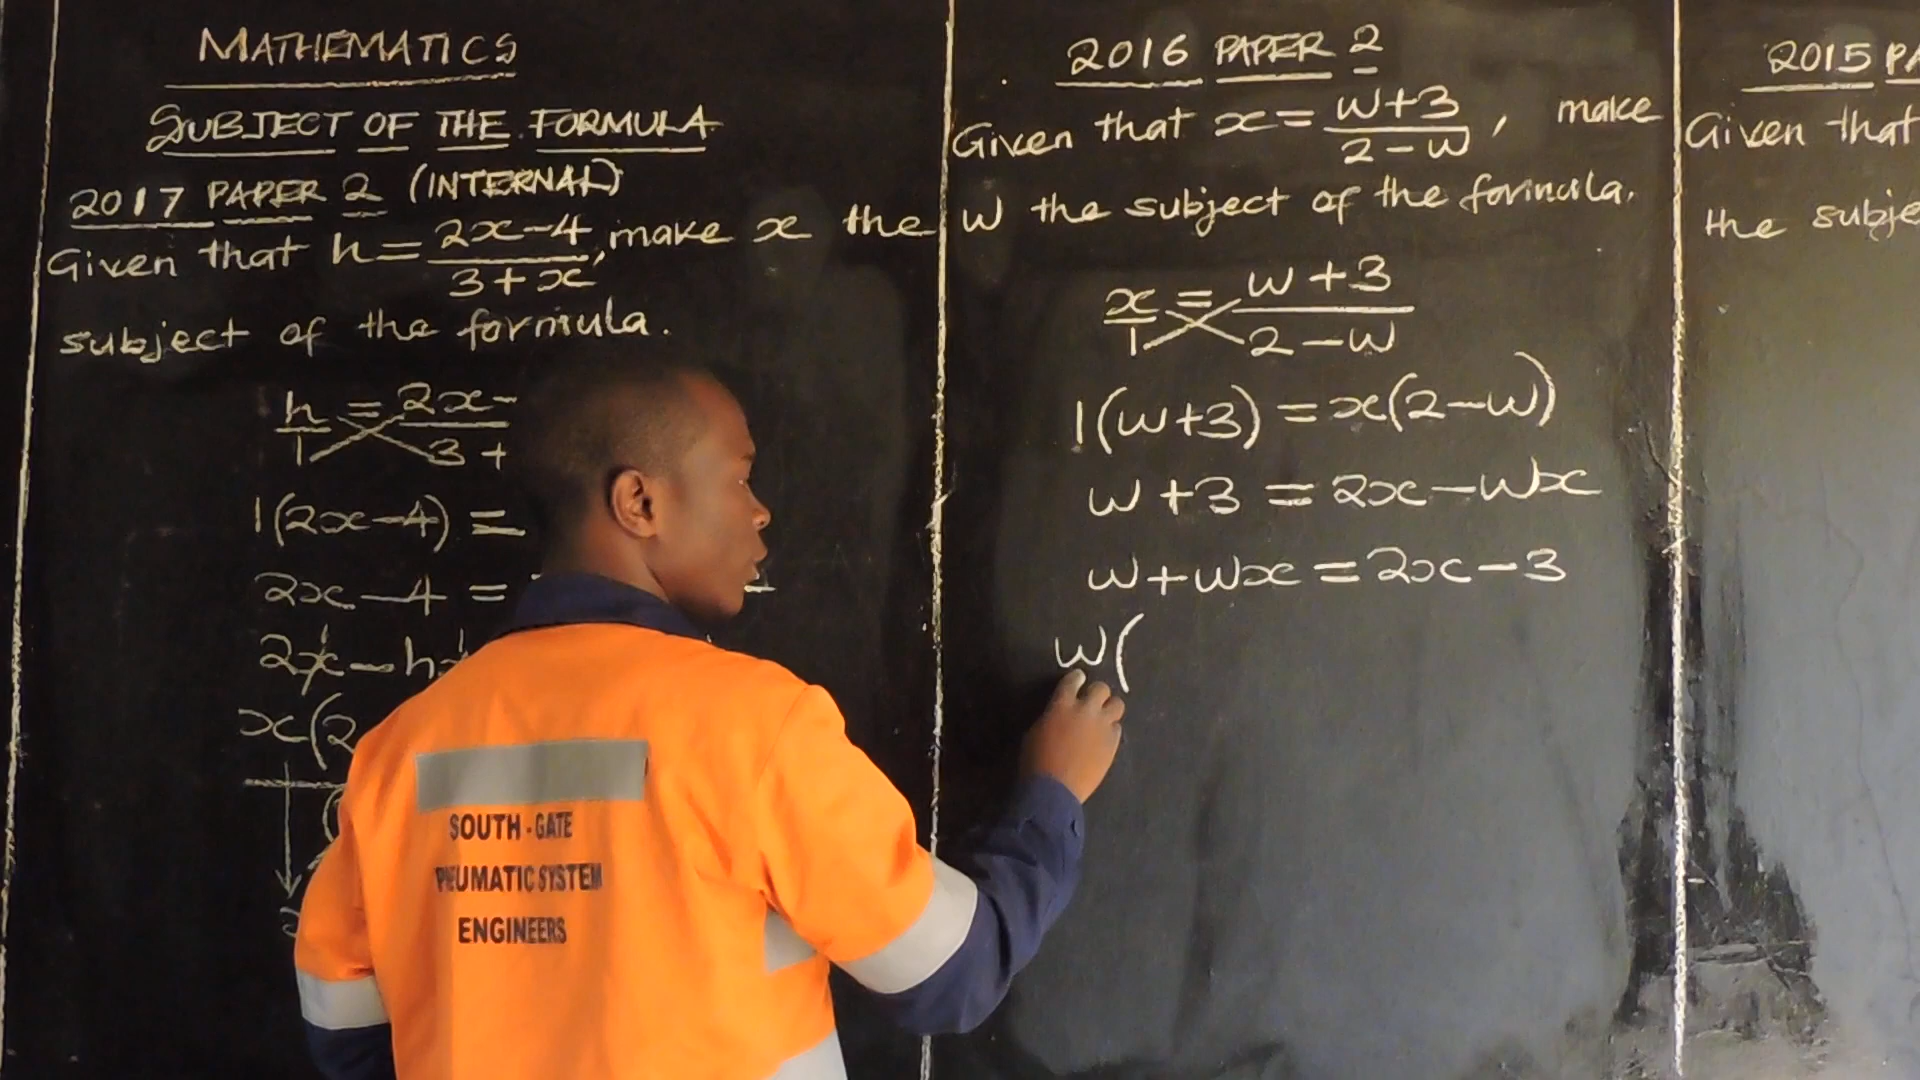 MATHEMATICS
SUBJECT OF THE FORMULA
2017 PAPER 2 (INTERNAL)
Given that h = (2x-4)/(3+x), make x the
subject of the formula.
h/1 = 2x-/3+
1(2x-4) =
2x-4 =
2x-h
x(2
2016 PAPER 2
Given that x = (w+3)/(2-w), make
w the subject of the formula.
x/1 = (w+3)/(2-w)
1(w+3) = x(2-w)
w+3 = 2x-wx
w+wx = 2x-3
w(
2015 PA
Given that
the subje
SOUTH-GATE
PNEUMATIC SYSTEM
ENGINEERS